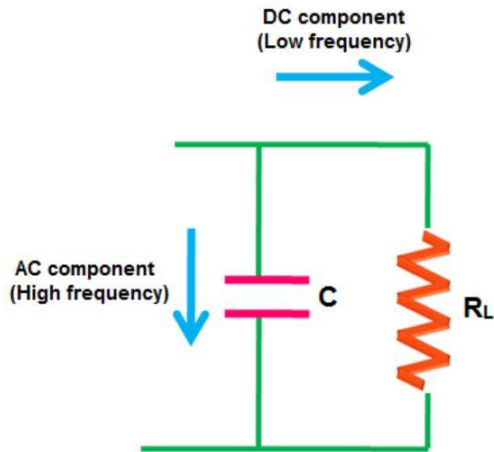 DC component
(Low frequency)
AC component
(High frequency)
C
RL